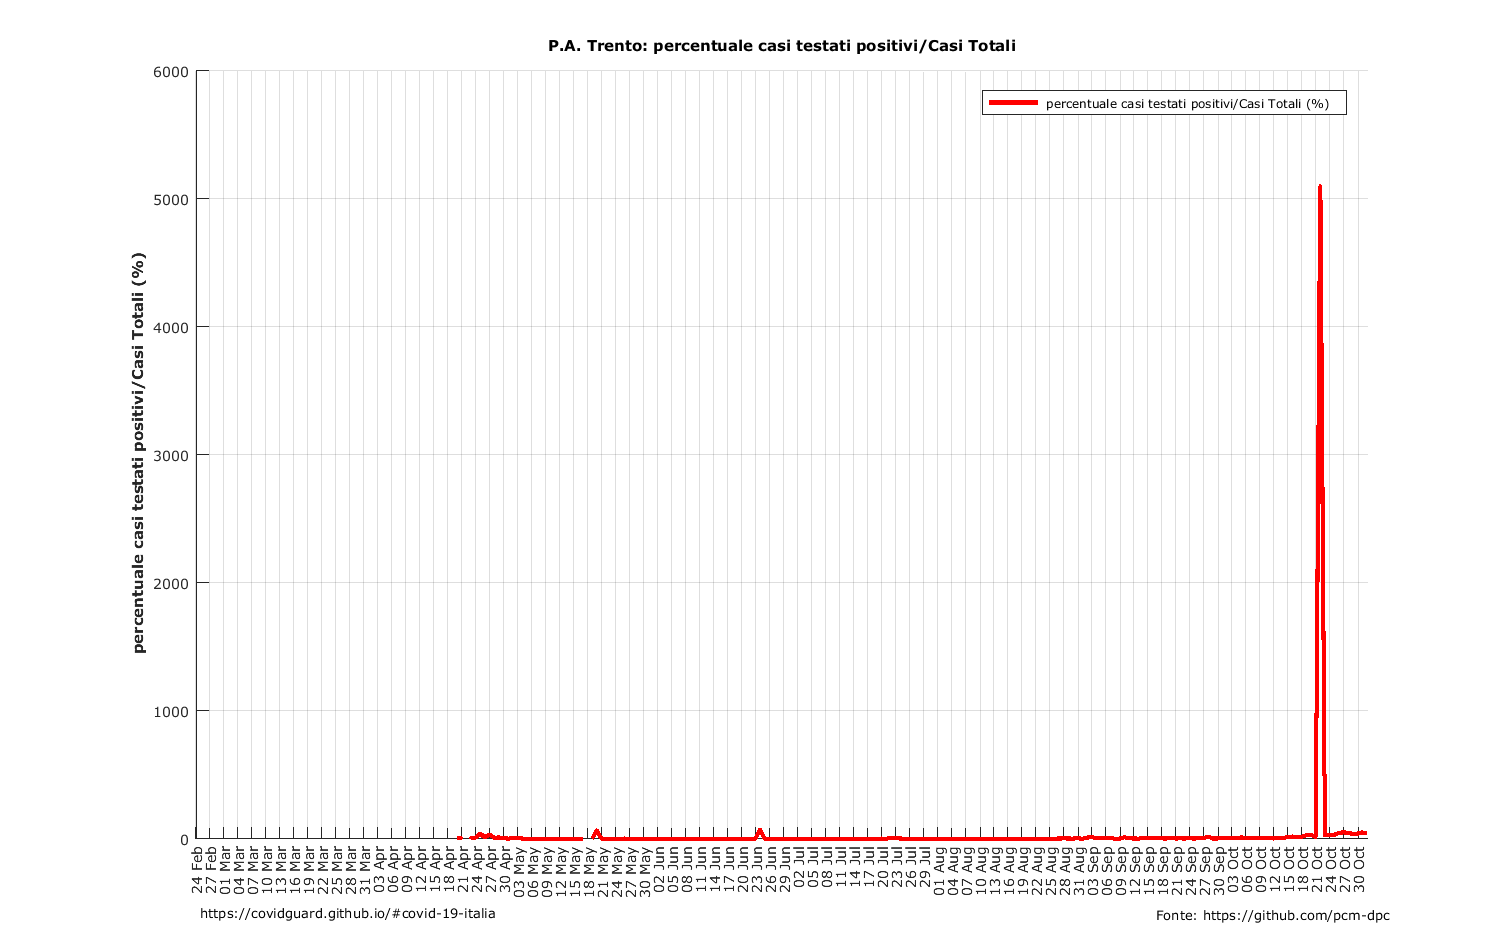 P.A. Trento: percentuale casi testati positivi/Casi Totali
percentuale casi testati positivi/Casi Totali (%)
percentuale casi testati positivi/Casi Totali (%)
6000
5000
4000
3000
2000
1000
0
24 Feb
27 Feb
01 Mar
04 Mar
07 Mar
10 Mar
13 Mar
16 Mar
19 Mar
22 Mar
25 Mar
28 Mar
31 Mar
03 Apr
06 Apr
09 Apr
12 Apr
15 Apr
18 Apr
21 Apr
24 Apr
27 Apr
30 Apr
03 May
06 May
09 May
12 May
15 May
18 May
21 May
24 May
27 May
30 May
02 Jun
05 Jun
08 Jun
11 Jun
14 Jun
17 Jun
20 Jun
23 Jun
26 Jun
29 Jun
02 Jul
05 Jul
08 Jul
11 Jul
14 Jul
17 Jul
20 Jul
23 Jul
26 Jul
29 Jul
01 Aug
04 Aug
07 Aug
10 Aug
13 Aug
16 Aug
19 Aug
22 Aug
25 Aug
28 Aug
31 Aug
03 Sep
06 Sep
09 Sep
12 Sep
15 Sep
18 Sep
21 Sep
24 Sep
27 Sep
30 Sep
03 Oct
06 Oct
09 Oct
12 Oct
15 Oct
18 Oct
21 Oct
24 Oct
27 Oct
30 Oct
https://covidguard.github.io/#covid-19-italia
Fonte: https://github.com/pcm-dpc